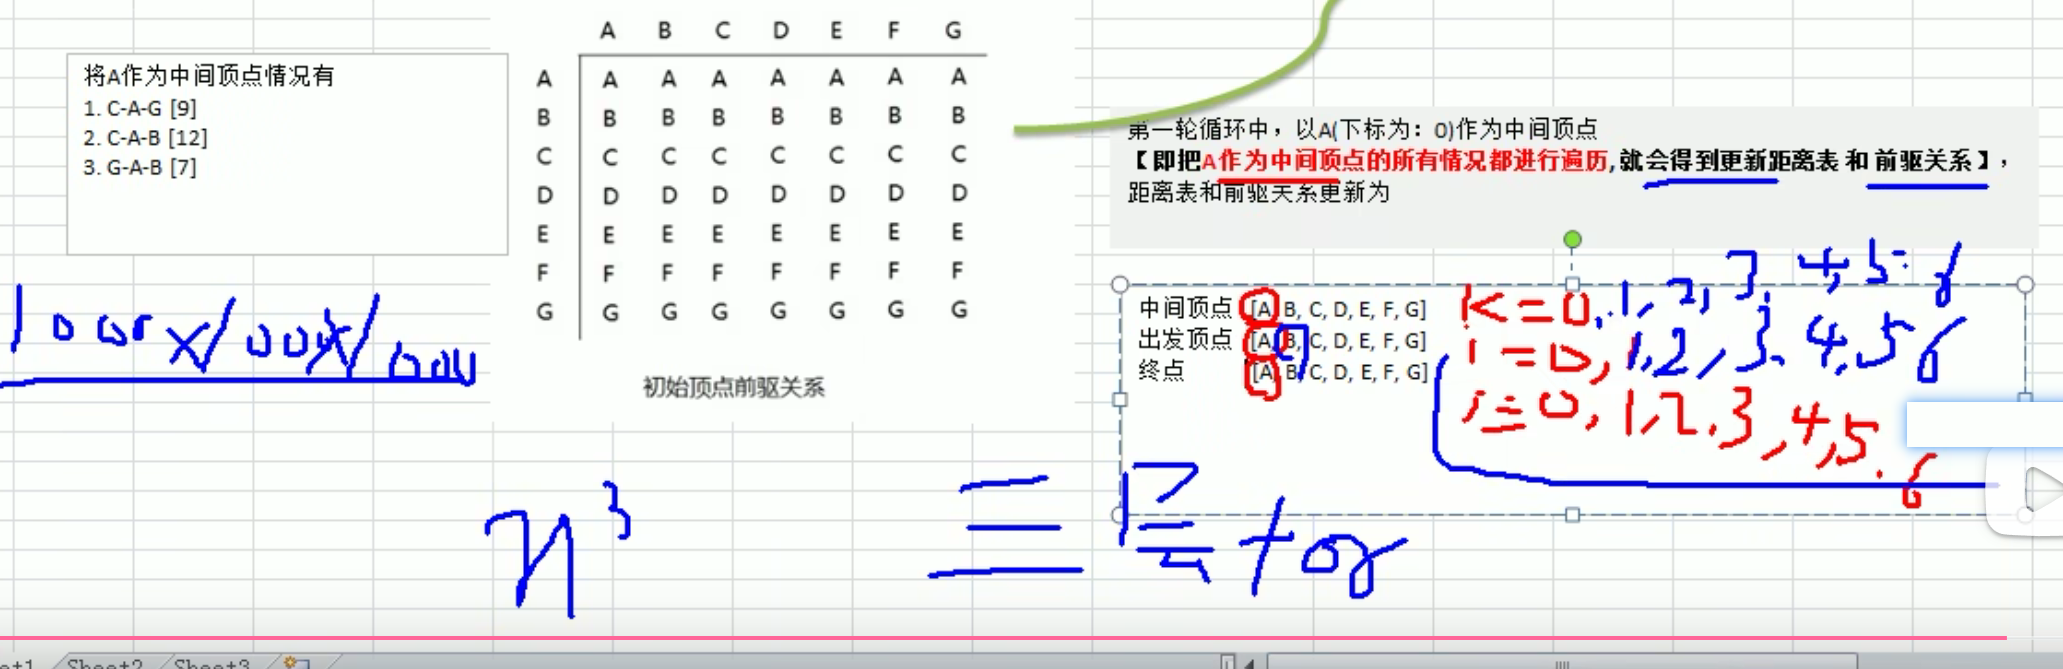 将A作为中间顶点情况有
1. C-A-G [9]
2. C-A-B [12]
3. G-A-B [7]
A B C D E F G
A A A A A A A A
B B B B B B B B
C C C C C C C C
D D D D D D D D
E E E E E E E E
F F F F F F F F
G G G G G G G G
初始顶点前驱关系
第一轮循环中，以A(下标为：0)作为中间顶点
【即把A作为中间顶点的所有情况都进行遍历,就会得到更新距离表 和 前驱关系】，
距离表和前驱关系更新为
中间顶点 [A, B, C, D, E, F, G]
出发顶点 [A, B, C, D, E, F, G]
终点 [A, B, C, D, E, F, G]
k=0,1,2,3,4,5,6
i=0,1,2,3,4,5,6
j=0,1,2,3,4,5,6
n³
三层for
Sheet2
Sheet3